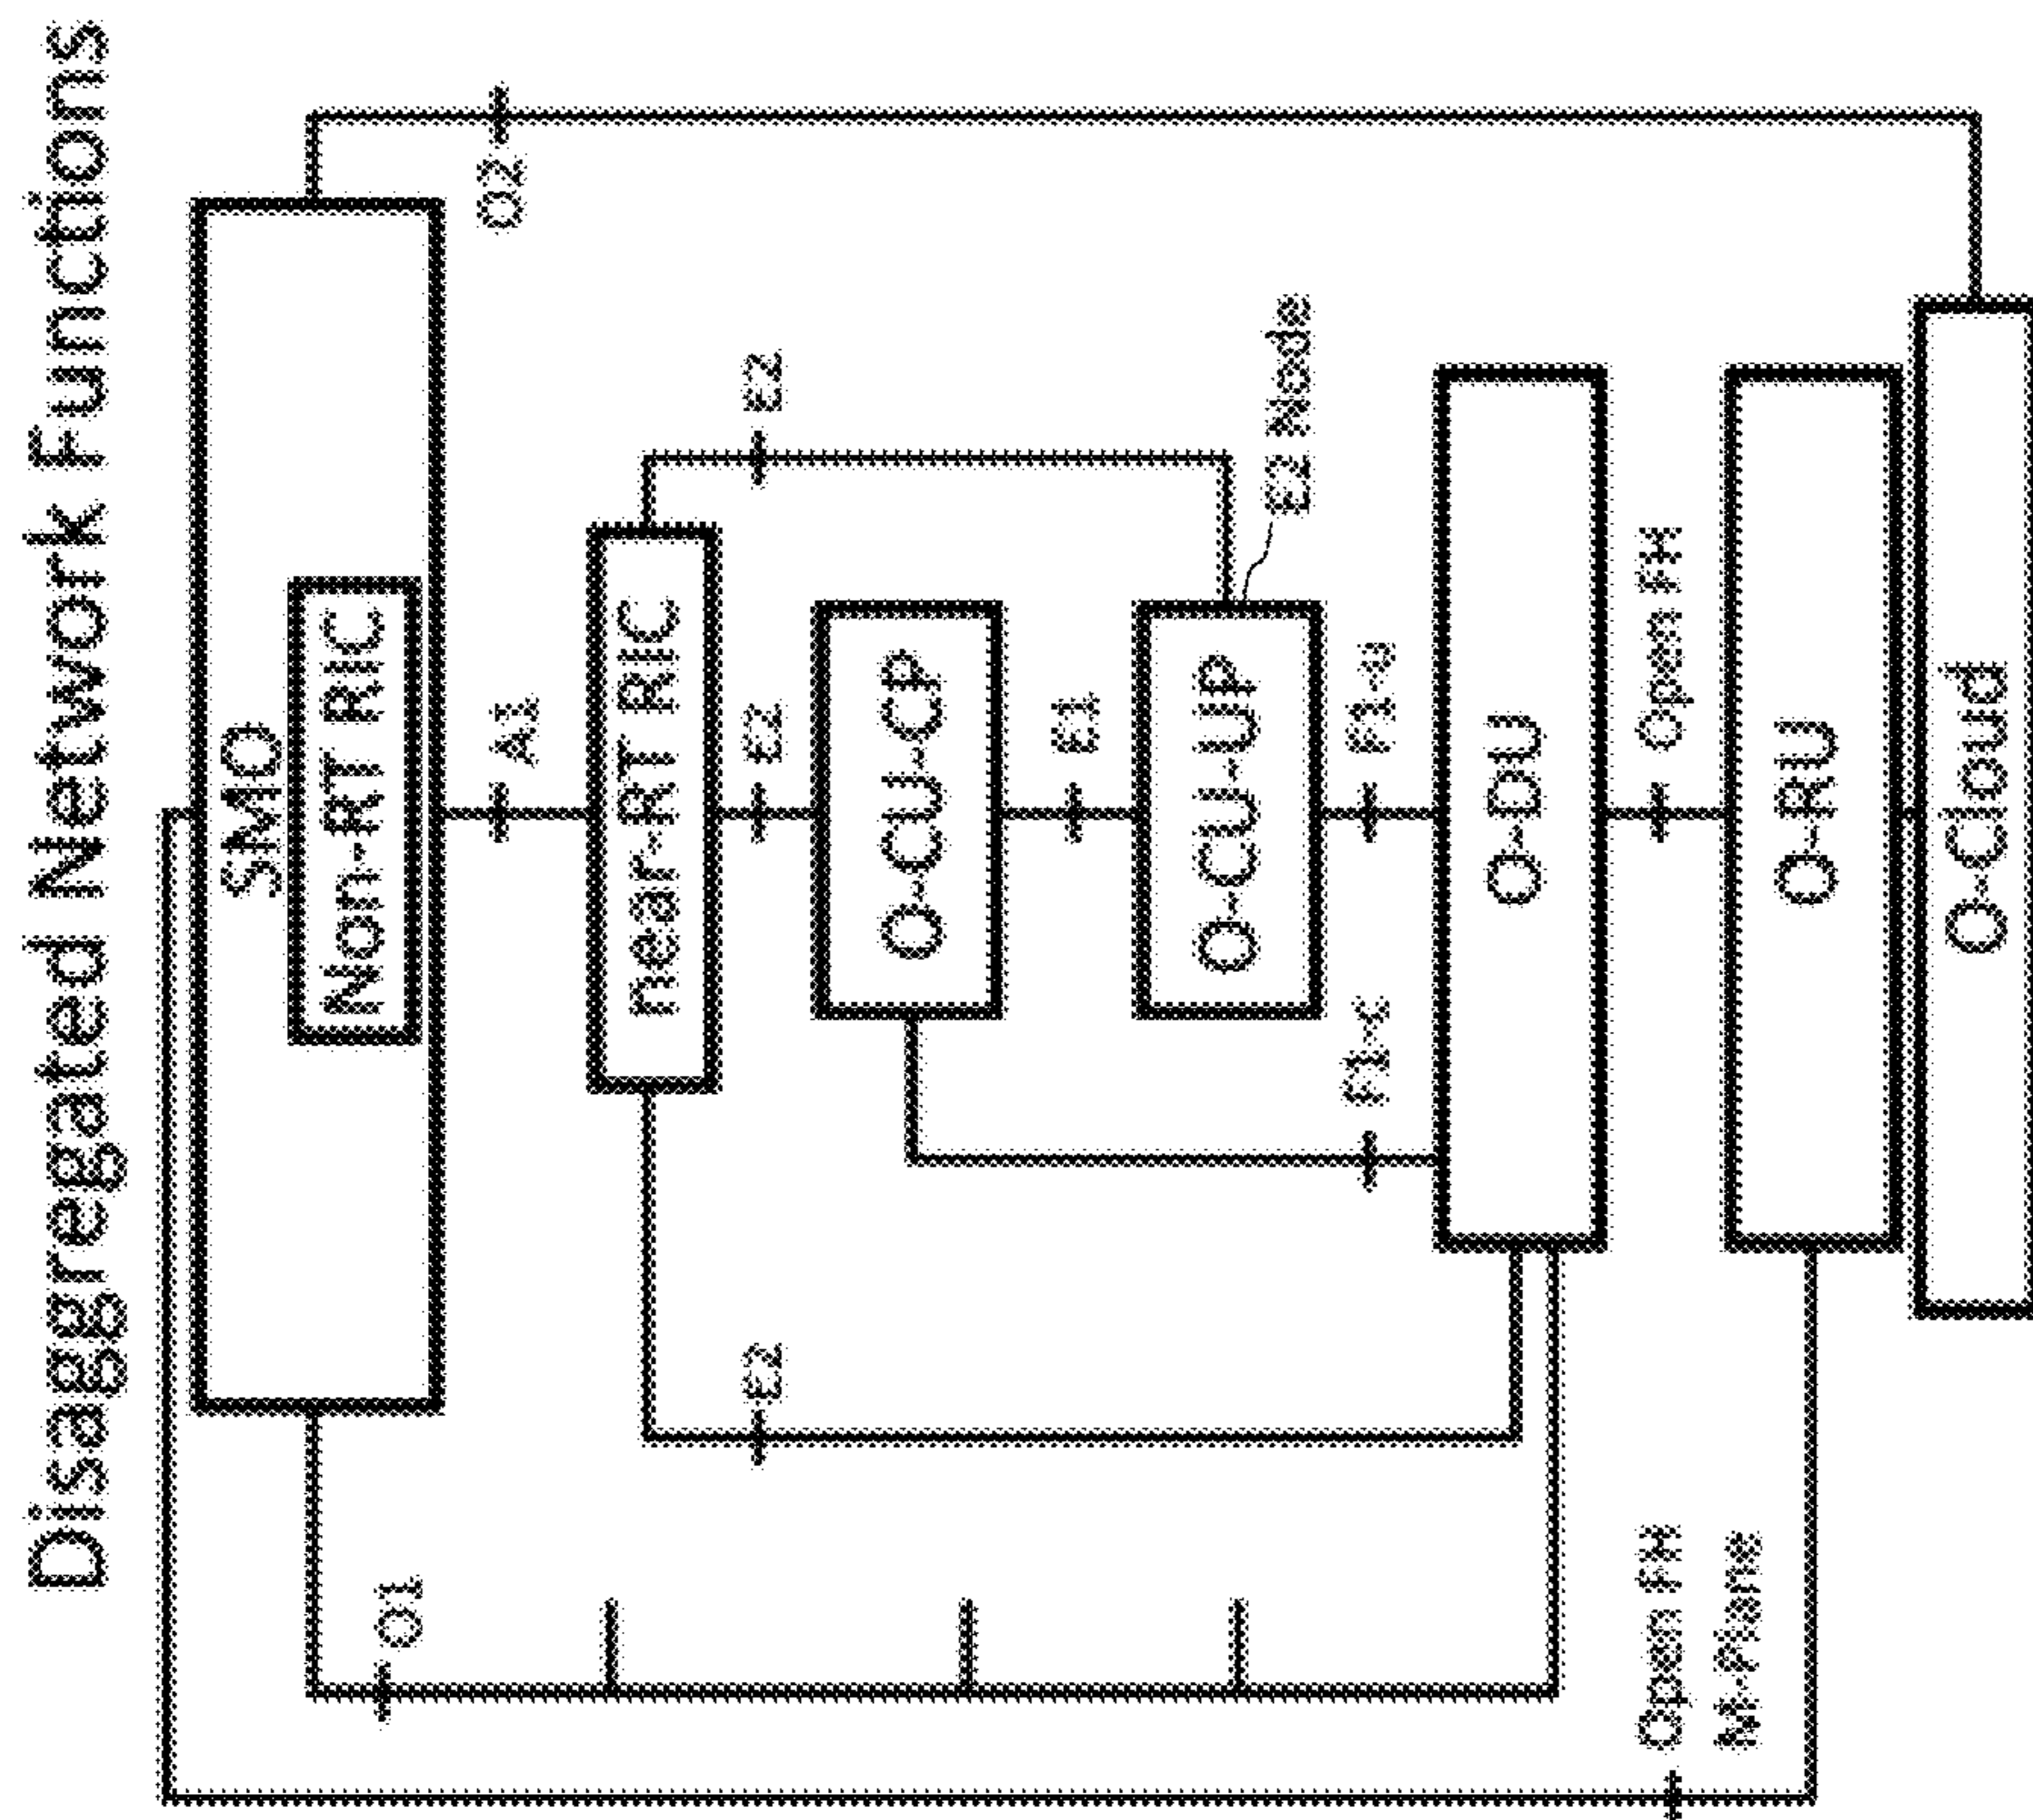 Disaggregated Network Functions
SMO
Non-RT RIC
O1
A1
O2
near-RT RIC
E2
E2
E2
O-CU-CP
E1
O-CU-UP
E2 Node
F1-c
F1-u
O-DU
Open FH
M-Plane
Open FH
O-RU
O-Cloud